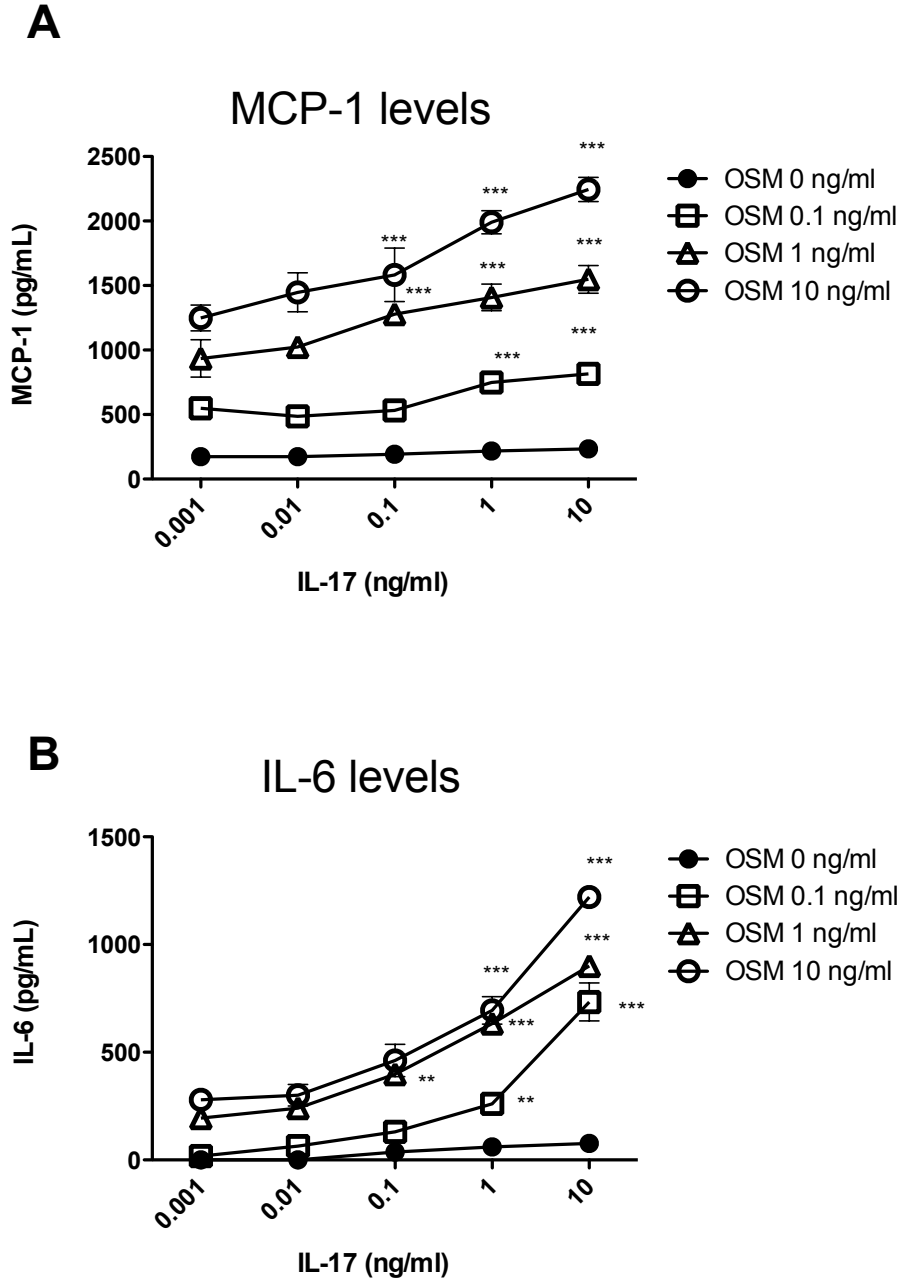 A
MCP-1 levels
MCP-1 (pg/mL)
2500
2000
1500
1000
500
0
***
***
***
***
***
***
***
***
0.001
0.01
0.1
1
10
IL-17 (ng/ml)
OSM 0 ng/ml
OSM 0.1 ng/ml
OSM 1 ng/ml
OSM 10 ng/ml
B
IL-6 levels
IL-6 (pg/mL)
1500
1000
500
0
***
***
***
***
***
**
**
0.001
0.01
0.1
1
10
IL-17 (ng/ml)
OSM 0 ng/ml
OSM 0.1 ng/ml
OSM 1 ng/ml
OSM 10 ng/ml